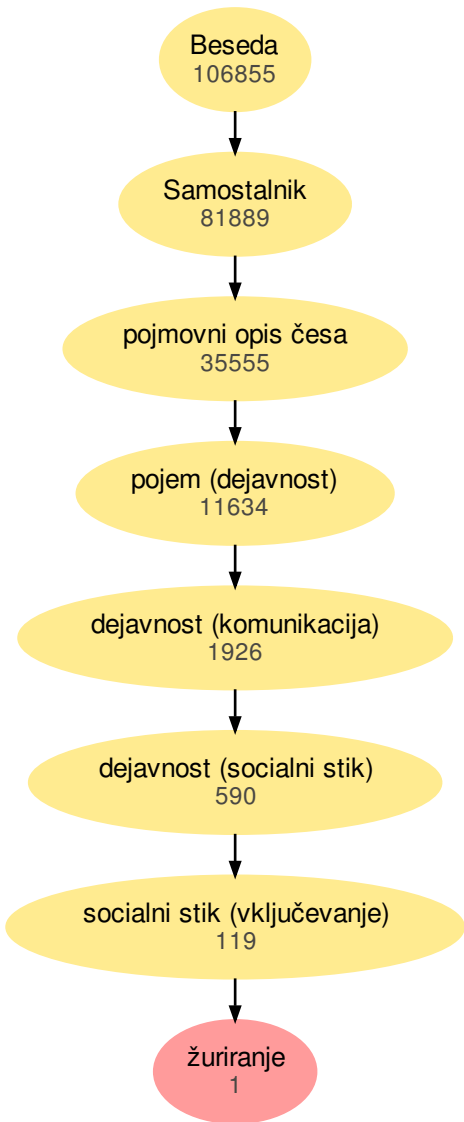 Beseda
106855
Samostalnik
81889
pojmovni opis česa
35555
pojem (dejavnost)
11634
dejavnost (komunikacija)
1926
dejavnost (socialni stik)
590
socialni stik (vključevanje)
119
žuriranje
1